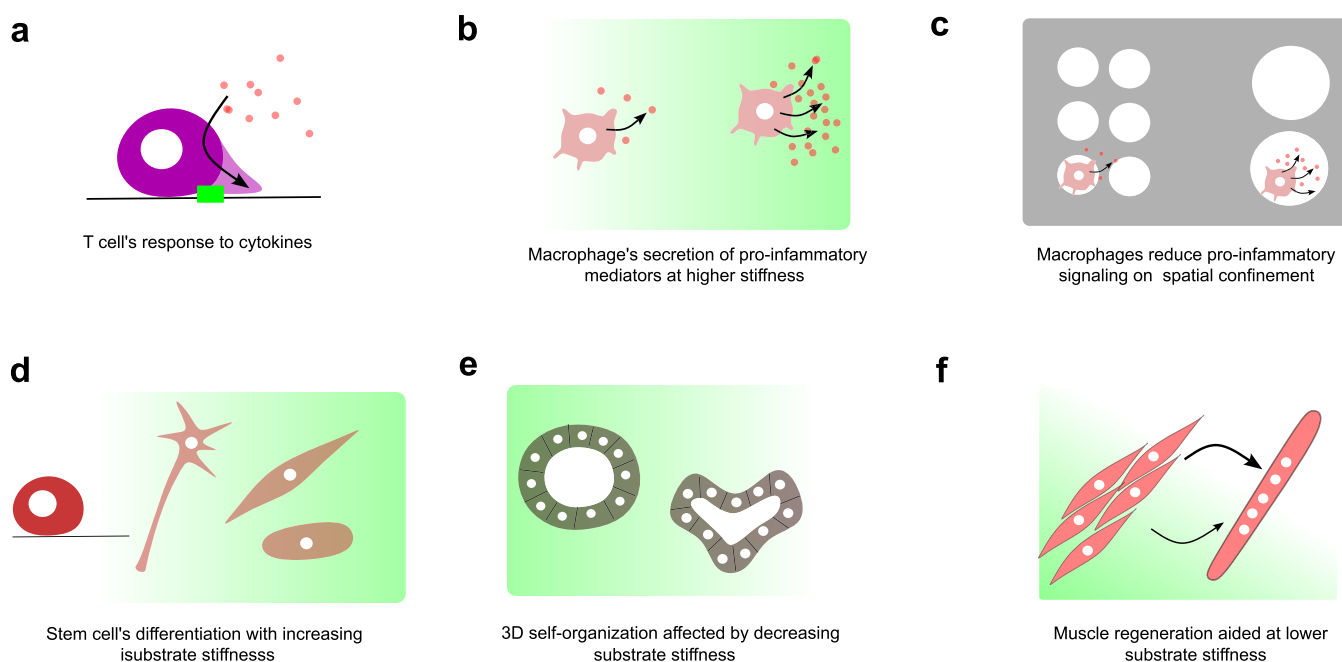 a
T cell's response to cytokines
b
Macrophage's secretion of pro-infammatory
mediators at higher stiffness
c
Macrophages reduce pro-infammatory
signaling on  spatial confinement
d
Stem cell's differentiation with increasing
isubstrate stiffnesss
e
3D self-organization affected by decreasing
substrate stiffness
f
Muscle regeneration aided at lower
substrate stiffness